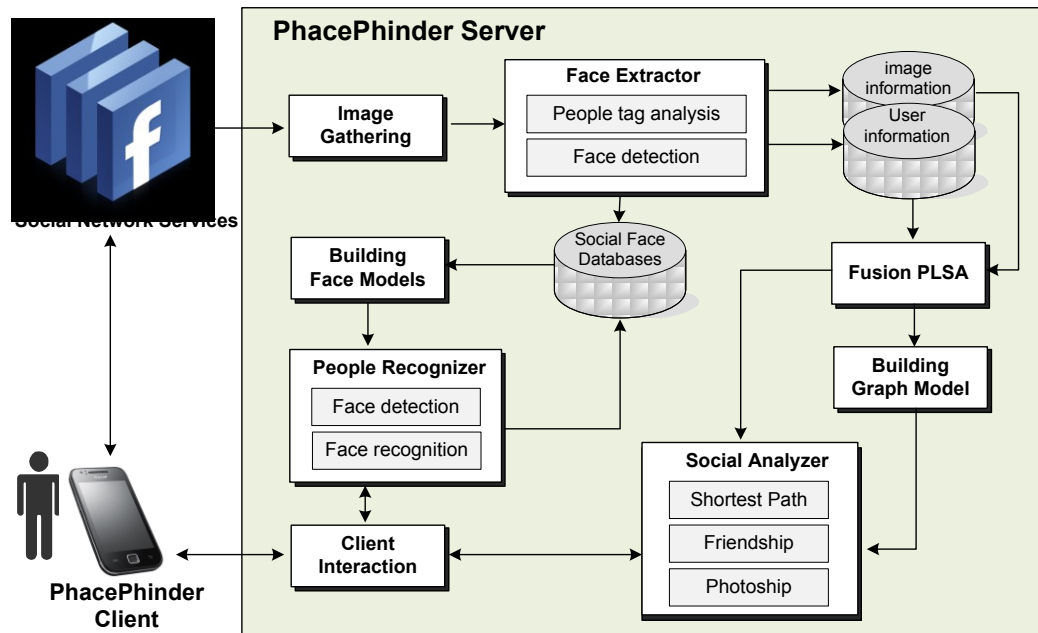 PhacePhinder Server
f
Social Network Services
Image
Gathering
Face Extractor
People tag analysis
Face detection
image
information
User
information
Building
Face Models
Social Face
Databases
Fusion PLSA
People Recognizer
Face detection
Face recognition
Building
Graph Model
Social Analyzer
Shortest Path
Friendship
Photoship
Client
Interaction
PhacePhinder
Client